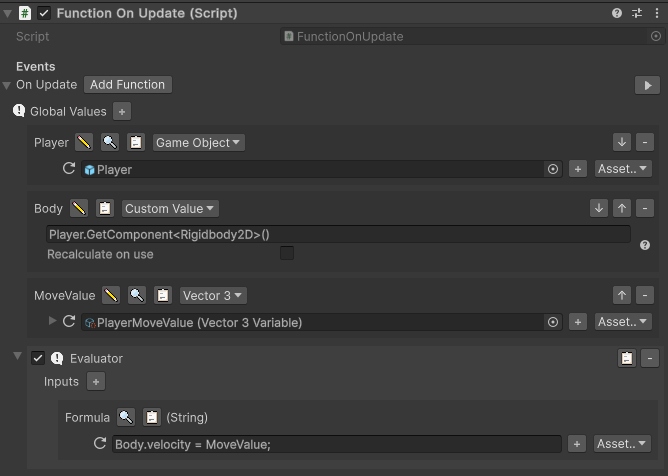 Function On Update (Script)
Script FunctionOnUpdate
Events
On Update Add Function
Global Values +
Player Game Object -
Player + Asset..
Body Custom Value -
Player.GetComponent<Rigidbody2D>()
Recalculate on use
MoveValue Vector 3 -
PlayerMoveValue (Vector 3 Variable) + Asset..
Evaluator -
Inputs +
Formula (String)
Body.velocity = MoveValue; + Asset..